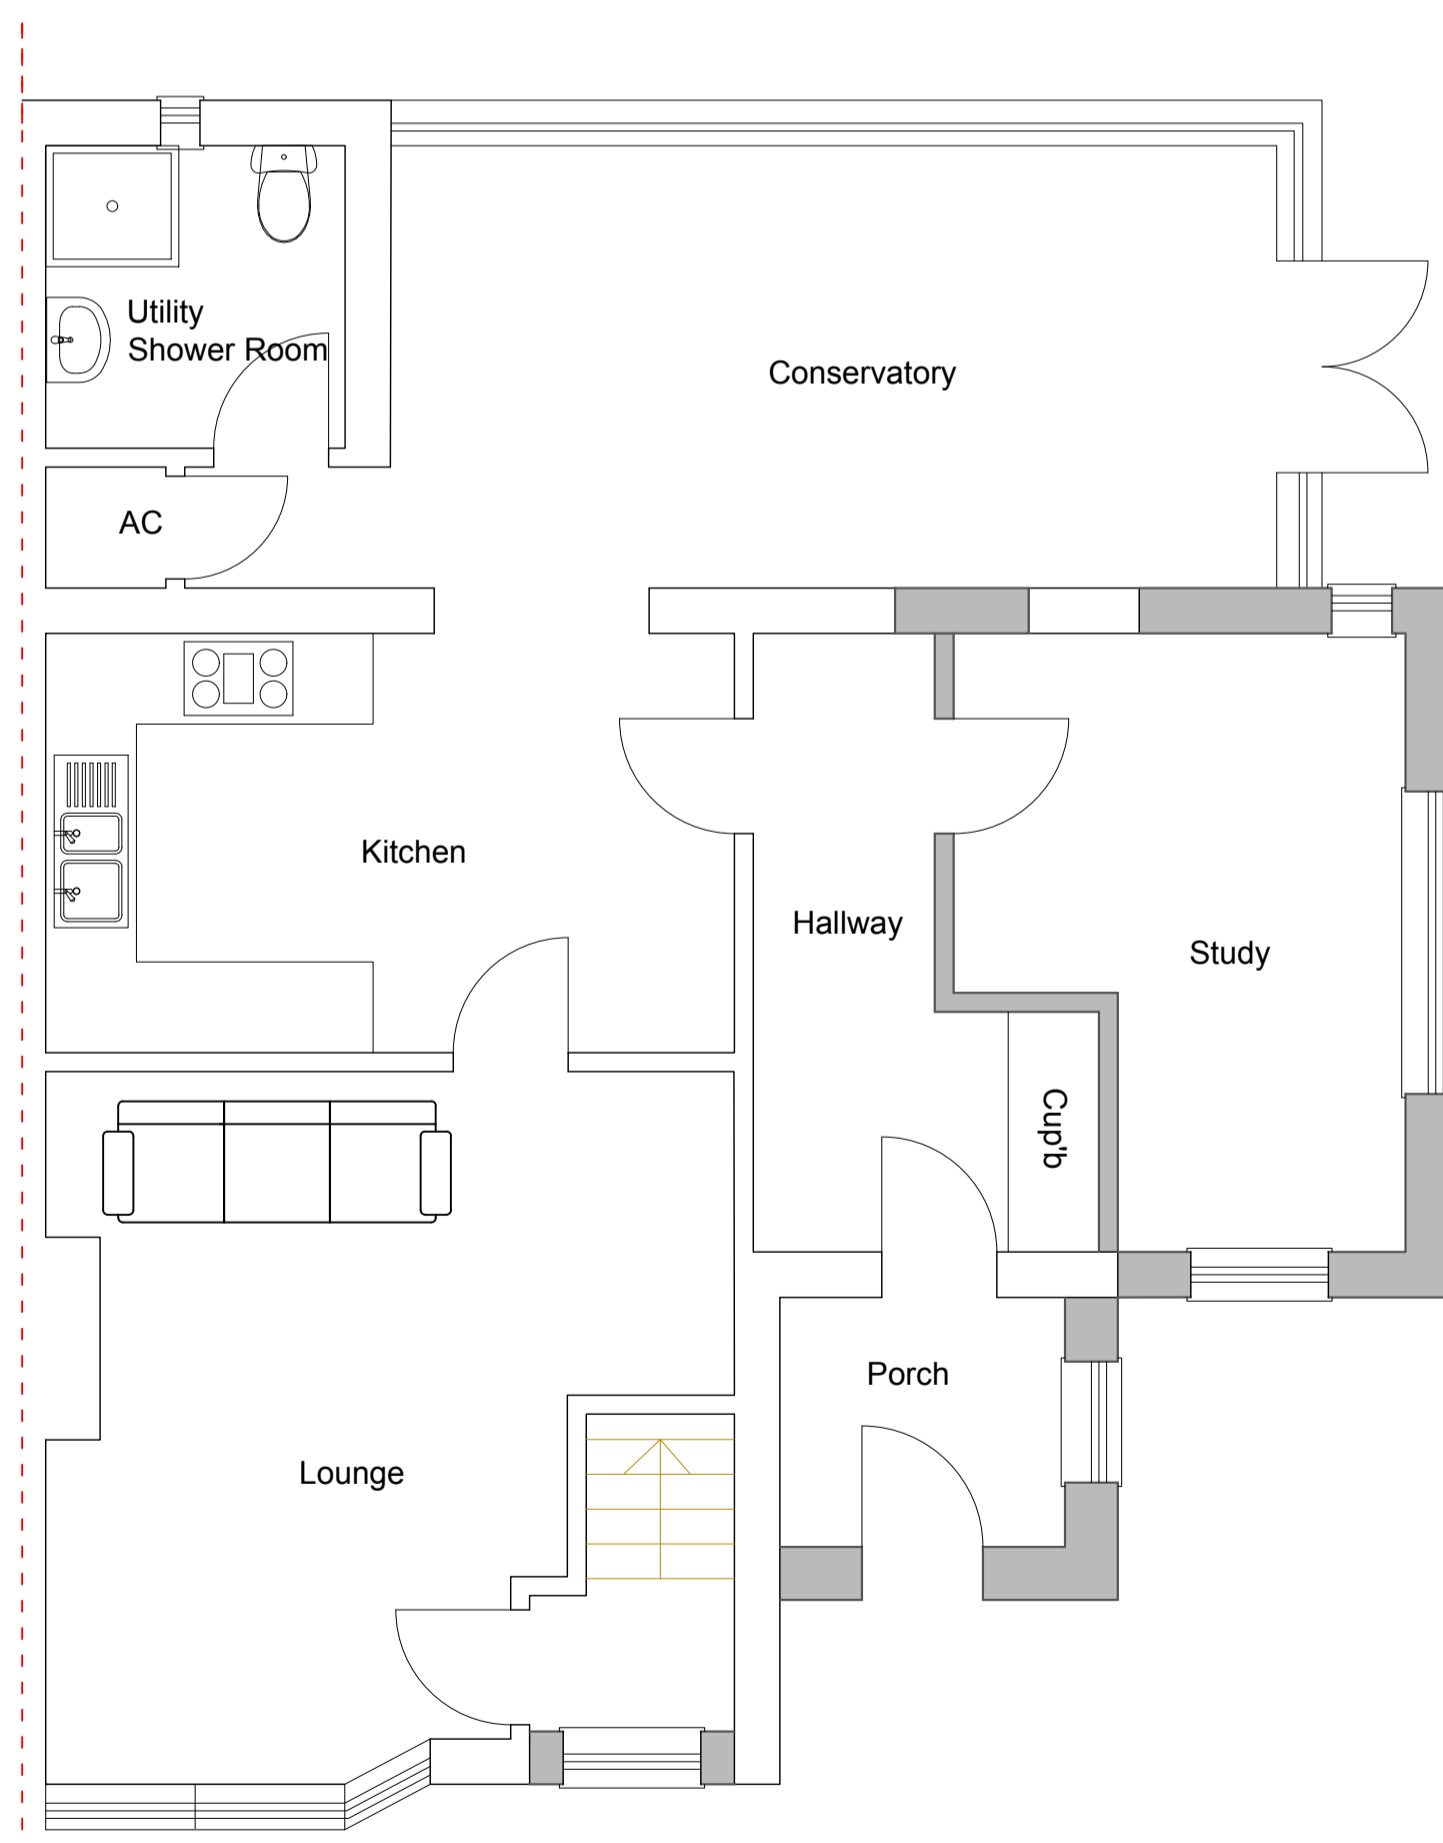 Utility
Shower Room
Conservatory
AC
Kitchen
Hallway
Study
Cup'b
Porch
Lounge